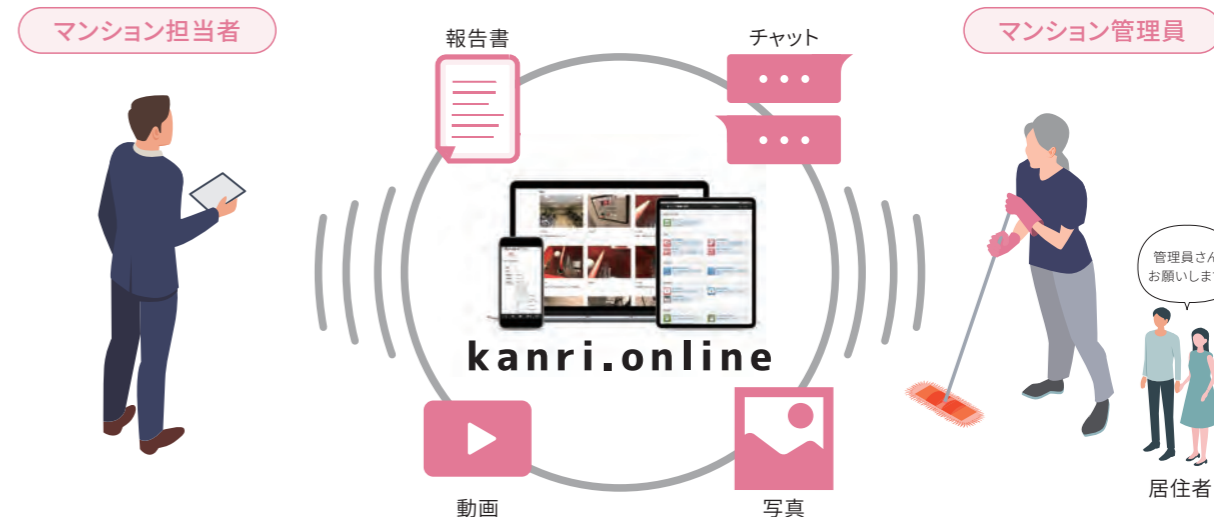 マンション担当者
報告書
チャット
マンション管理員
kanri.online
管理員さん
お願いします
居住者
動画
写真